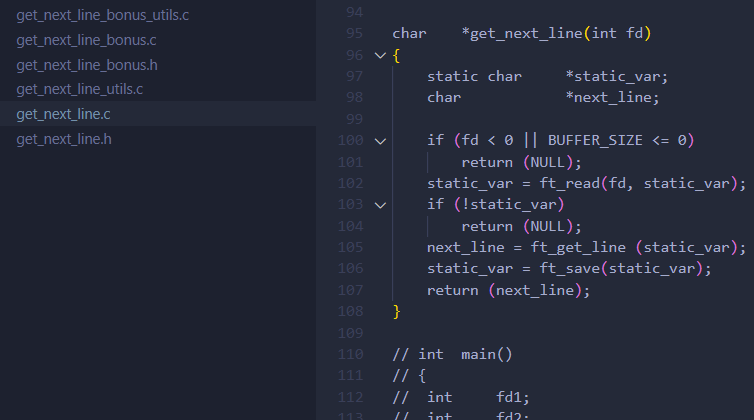 get_next_line_bonus_utils.c
get_next_line_bonus.c
get_next_line_bonus.h
get_next_line_utils.c
get_next_line.c
get_next_line.h
94
95 char *get_next_line(int fd)
96 {
97 static char *static_var;
98 char *next_line;
99
100 if (fd < 0 || BUFFER_SIZE <= 0)
101 return (NULL);
102 static_var = ft_read(fd, static_var);
103 if (!static_var)
104 return (NULL);
105 next_line = ft_get_line (static_var);
106 static_var = ft_save(static_var);
107 return (next_line);
108 }
109
110 // int main()
111 // {
112 // int fd1;
113 // int fd2;